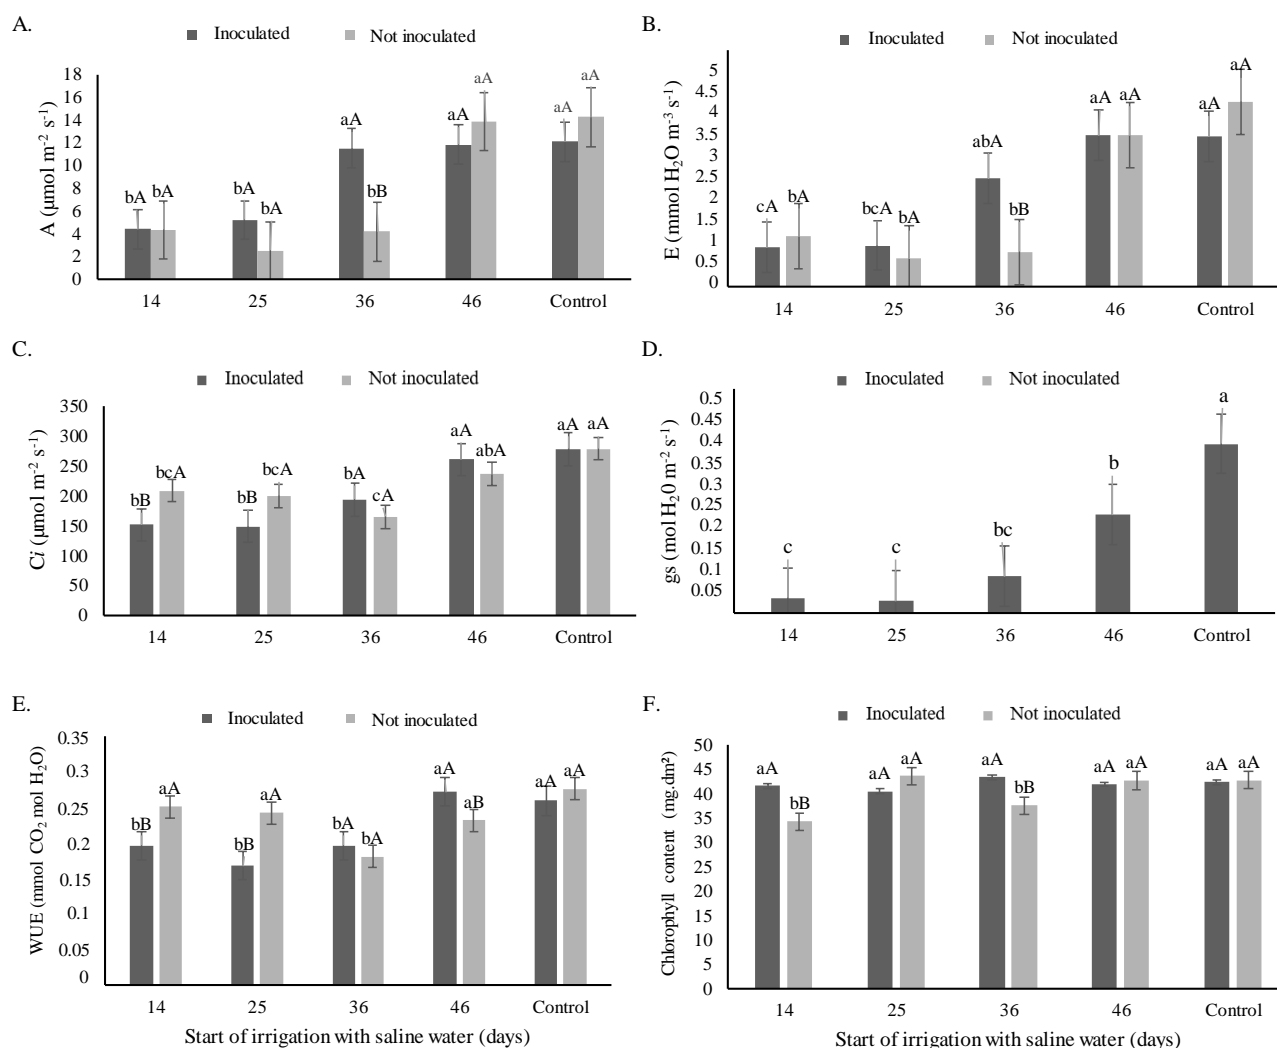 A.
Inoculated Not inoculated
A (µmol m⁻² s⁻¹)
18
16
14
12
10
8
6
4
2
0
bA bA bA bA aA bB aA aA aA aA
14 25 36 46 Control
B.
Inoculated Not inoculated
E (mmol H₂O m⁻³ s⁻¹)
5
4.5
4
3.5
3
2.5
2
1.5
1
0.5
0
cA bA bcA bA abA bB aA aA aA aA
14 25 36 46 Control
C.
Inoculated Not inoculated
Ci (µmol m⁻² s⁻¹)
350
300
250
200
150
100
50
0
bB bcA bB bcA bA cA aA abA aA aA
14 25 36 46 Control
D.
Inoculated Not inoculated
gs (mol H₂0 m⁻² s⁻¹)
0.5
0.45
0.4
0.35
0.3
0.25
0.2
0.15
0.1
0.05
c c bc b a
14 25 36 46 Control
E.
Inoculated Not inoculated
WUE (mmol CO₂ mol H₂O)
0.35
0.3
0.25
0.2
0.15
0.1
0.05
0
bB aA bB aA bA bA aA aB aA aA
14 25 36 46 Control
Start of irrigation with saline water (days)
F.
Inoculated Not inoculated
Chlorophyll content (mg.dm²)
50
45
40
35
30
25
20
15
10
5
0
aA bB aA aA aA bB aA aA aA aA
14 25 36 46 Control
Start of irrigation with saline water (days)